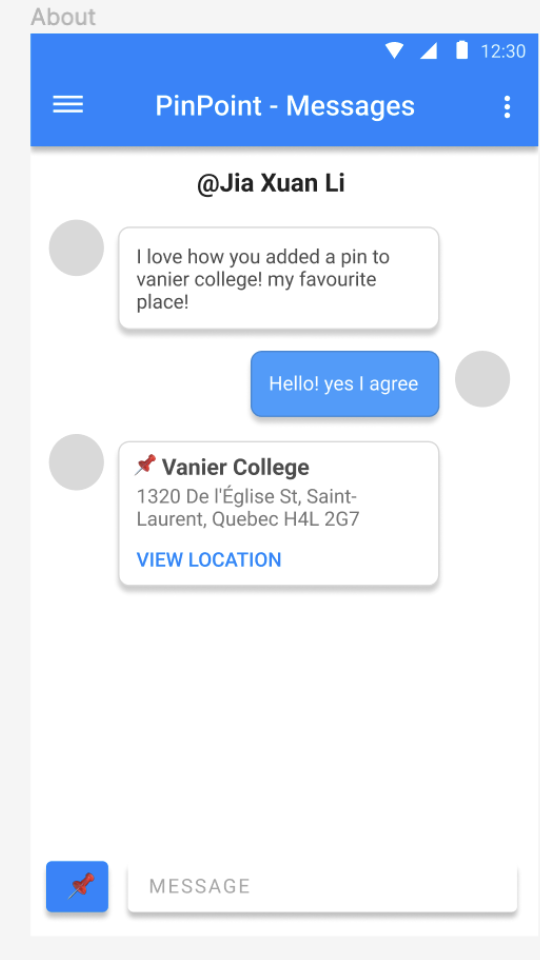 About
12:30
PinPoint - Messages
@Jia Xuan Li
I love how you added a pin to
vanier college! my favourite
place!
Hello! yes I agree
Vanier College
1320 De l'Église St, Saint-
Laurent, Quebec H4L 2G7
VIEW LOCATION
MESSAGE